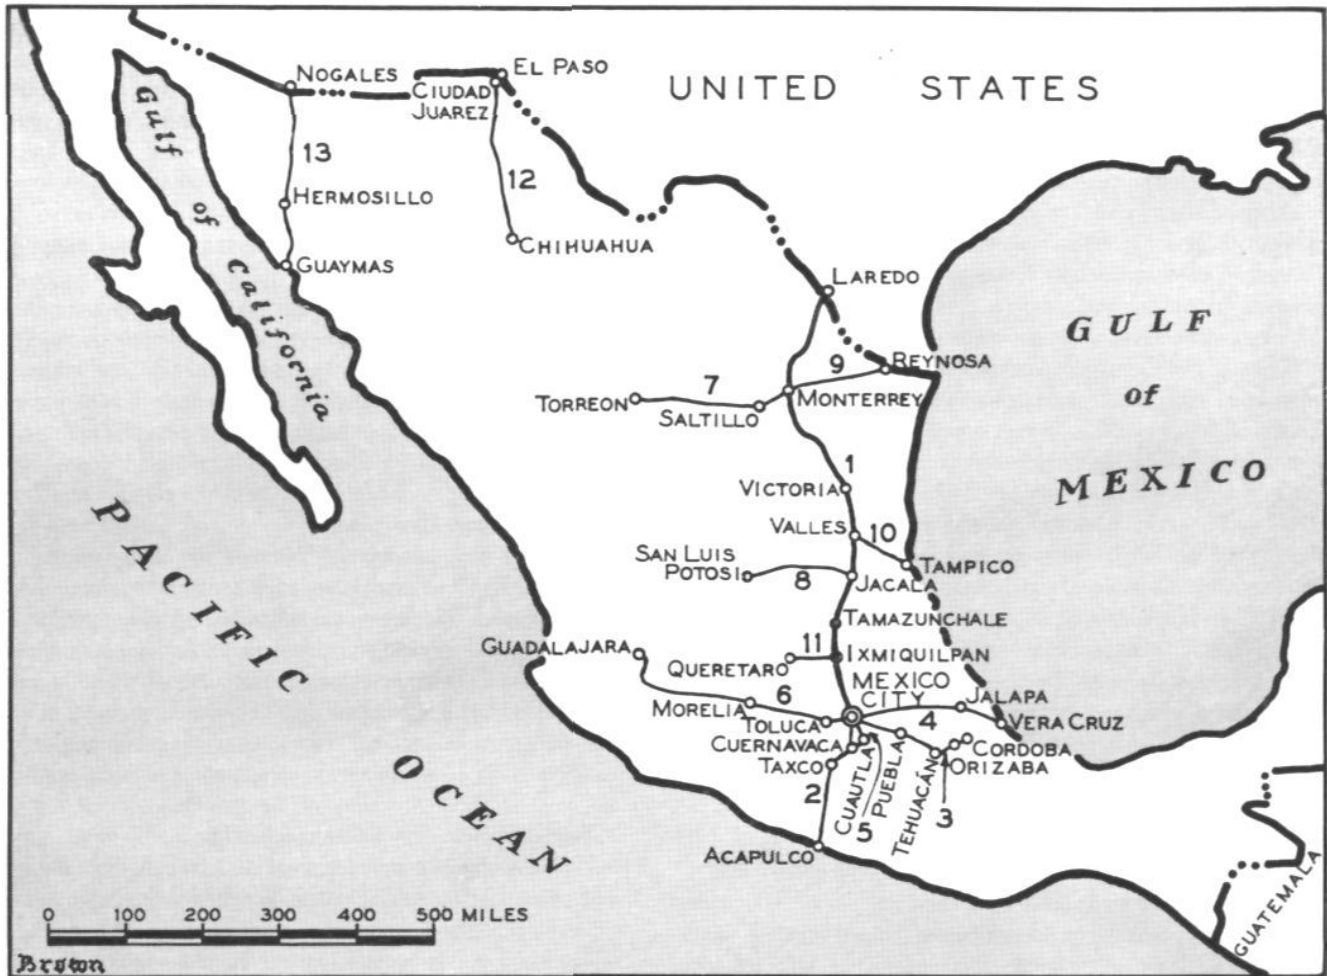 UNITED STATES
NOGALES
EL PASO
CIUDAD
JUAREZ
Gulf
of
California
13
12
HERMOSILLO
CHIHUAHUA
GUAYMAS
LAREDO
GULF
of
MEXICO
REYNOSA
9
7
TORREON
SALTILLO
MONTERREY
1
VICTORIA
VALLES
10
SAN LUIS
POTOSI
8
TAMPICO
JACALA
TAMAZUNCHALE
GUADALAJARA
11
IXMIQUILPAN
QUERETARO
MEXICO
CITY
JALAPA
6
MORELIA
4
TOLUCA
VERA CRUZ
CUERNAVACA
CORDOBA
TAXCO
ORIZABA
2
CUAUTLA
PUEBLA
TEHUACÁN
5
3
ACAPULCO
PACIFIC
OCEAN
GUATEMALA
0 100 200 300 400 500 MILES
Brown